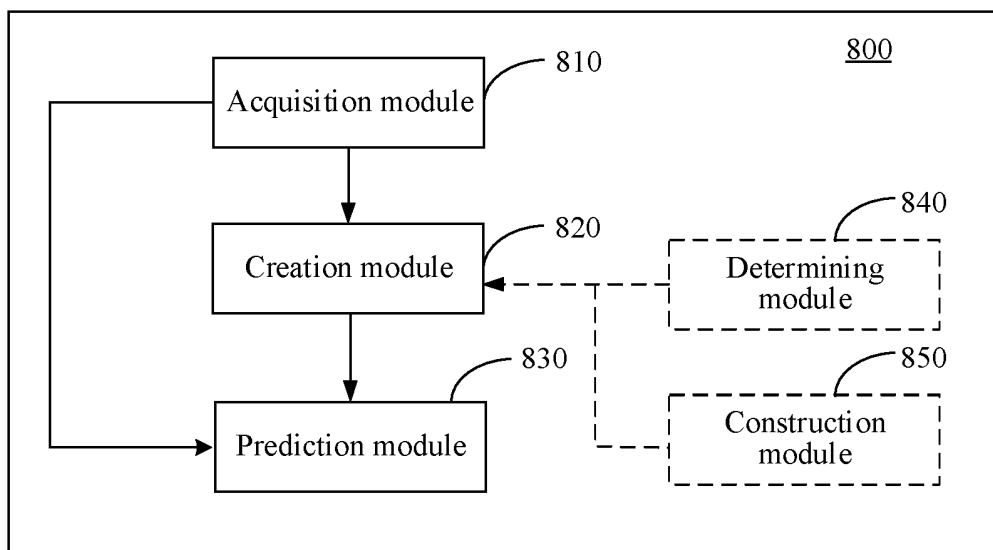 800
810
Acquisition module
820
Creation module
840
Determining
module
830
Prediction module
850
Construction
module